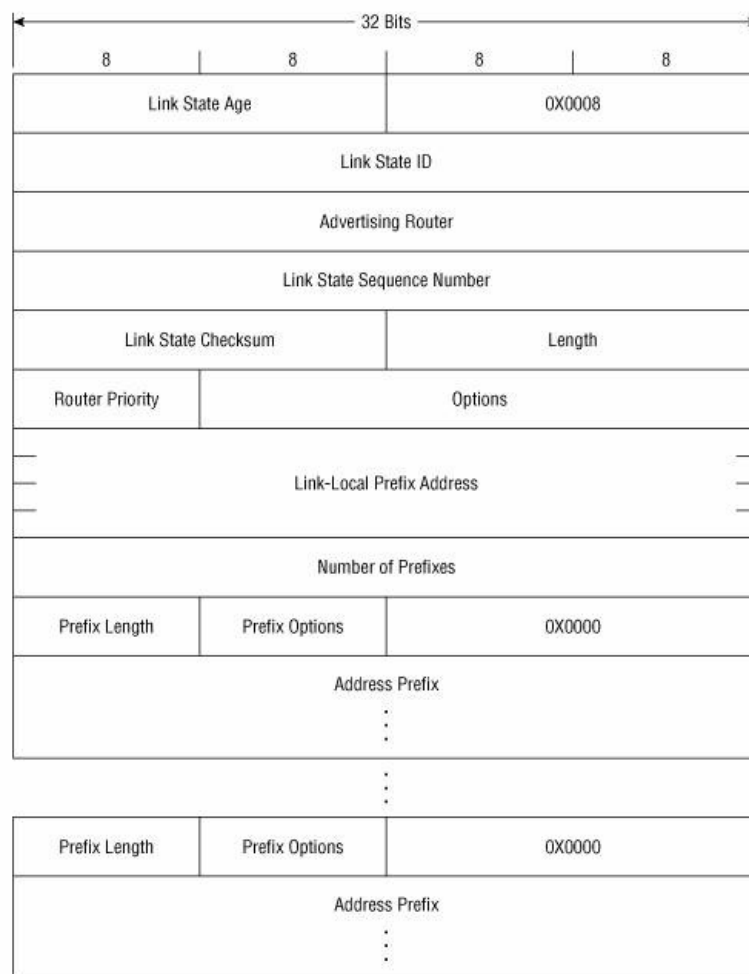 32 Bits
8 8 8 8
Link State Age 0X0008
Link State ID
Advertising Router
Link State Sequence Number
Link State Checksum Length
Router Priority Options
Link-Local Prefix Address
Number of Prefixes
Prefix Length Prefix Options 0X0000
Address Prefix
Prefix Length Prefix Options 0X0000
Address Prefix